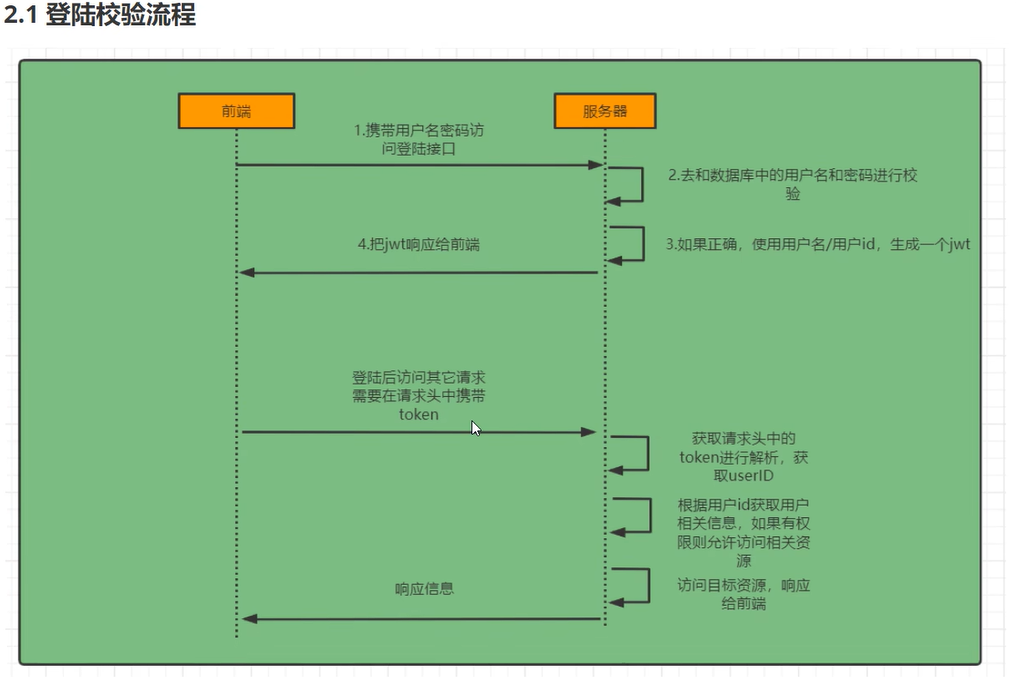 2.1 登陆校验流程
前端
服务器
1.携带用户名密码访
问登陆接口
2.去和数据库中的用户名和密码进行校
验
4.把jwt响应给前端
3.如果正确，使用用户名/用户id，生成一个jwt
登陆后访问其它请求
需要在请求头中携带
token
获取请求头中的
token进行解析，获
取userID
根据用户id获取用户
相关信息，如果有权
限则允许访问相关资
源
访问目标资源，响应
给前端
响应信息